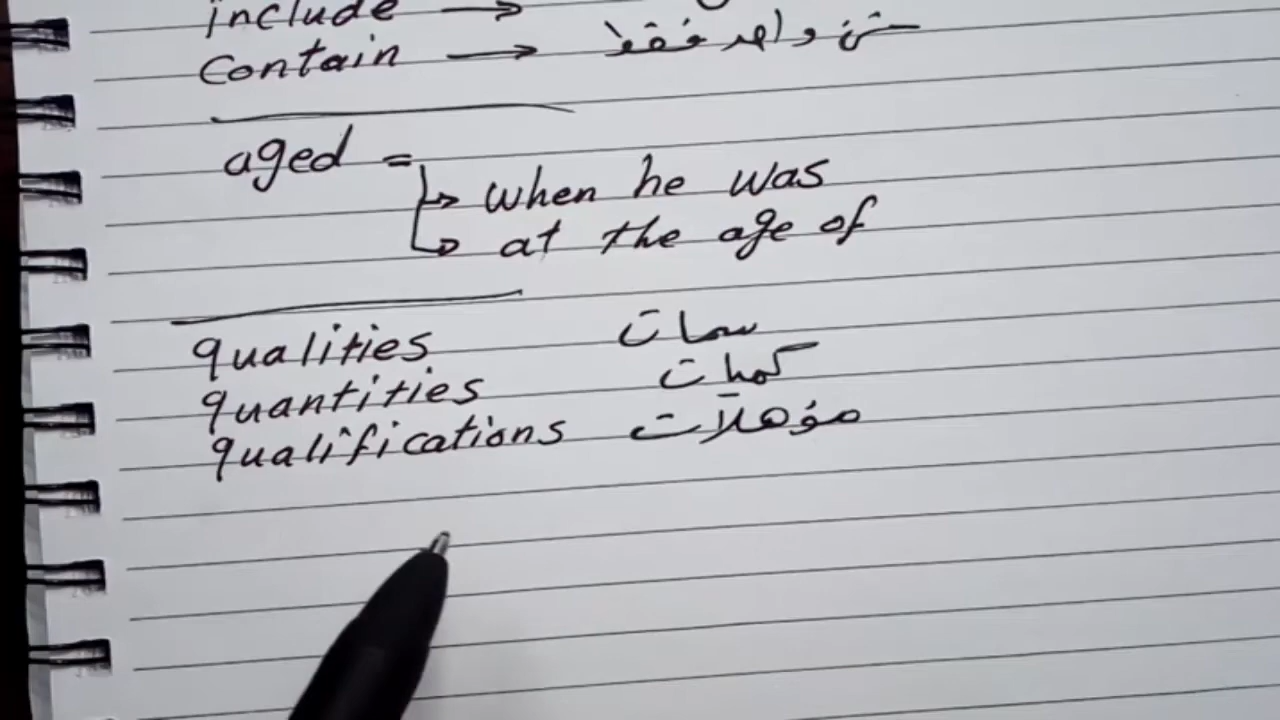 include →
contain → شئ واحد فقط
aged =
→ when he was
→ at the age of
qualities سمات
quantities كميات
qualifications مؤهلات